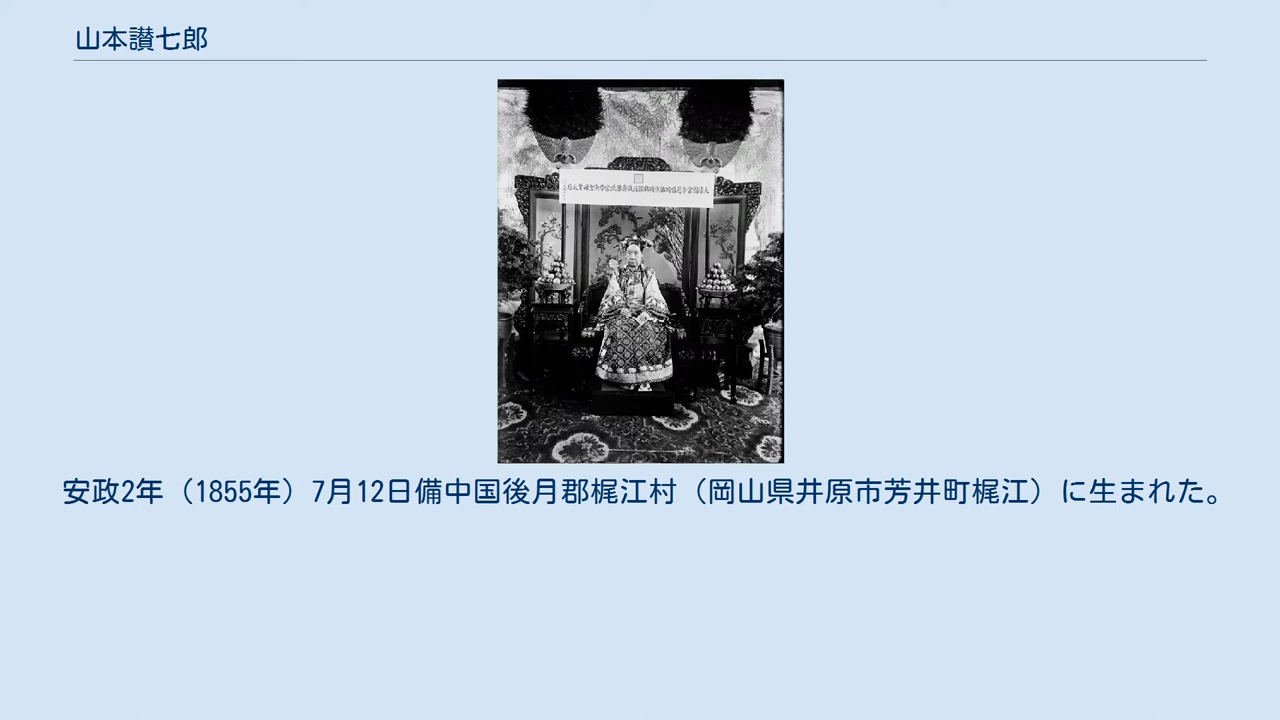 山本讃七郎
安政2年（1855年）7月12日備中国後月郡梶江村（岡山県井原市芳井町梶江）に生まれた。